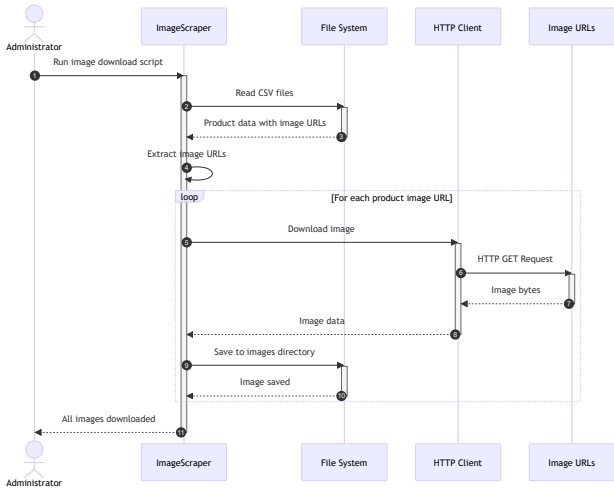 Administrator
ImageScraper
File System
HTTP Client
Image URLs
1
Run image download script
2
Read CSV files
Product data with image URLs
3
Extract image URLs
4
loop
[For each product image URL]
5
Download image
6
HTTP GET Request
Image bytes
7
Image data
8
9
Save to images directory
Image saved
10
All images downloaded
11
Administrator
ImageScraper
File System
HTTP Client
Image URLs